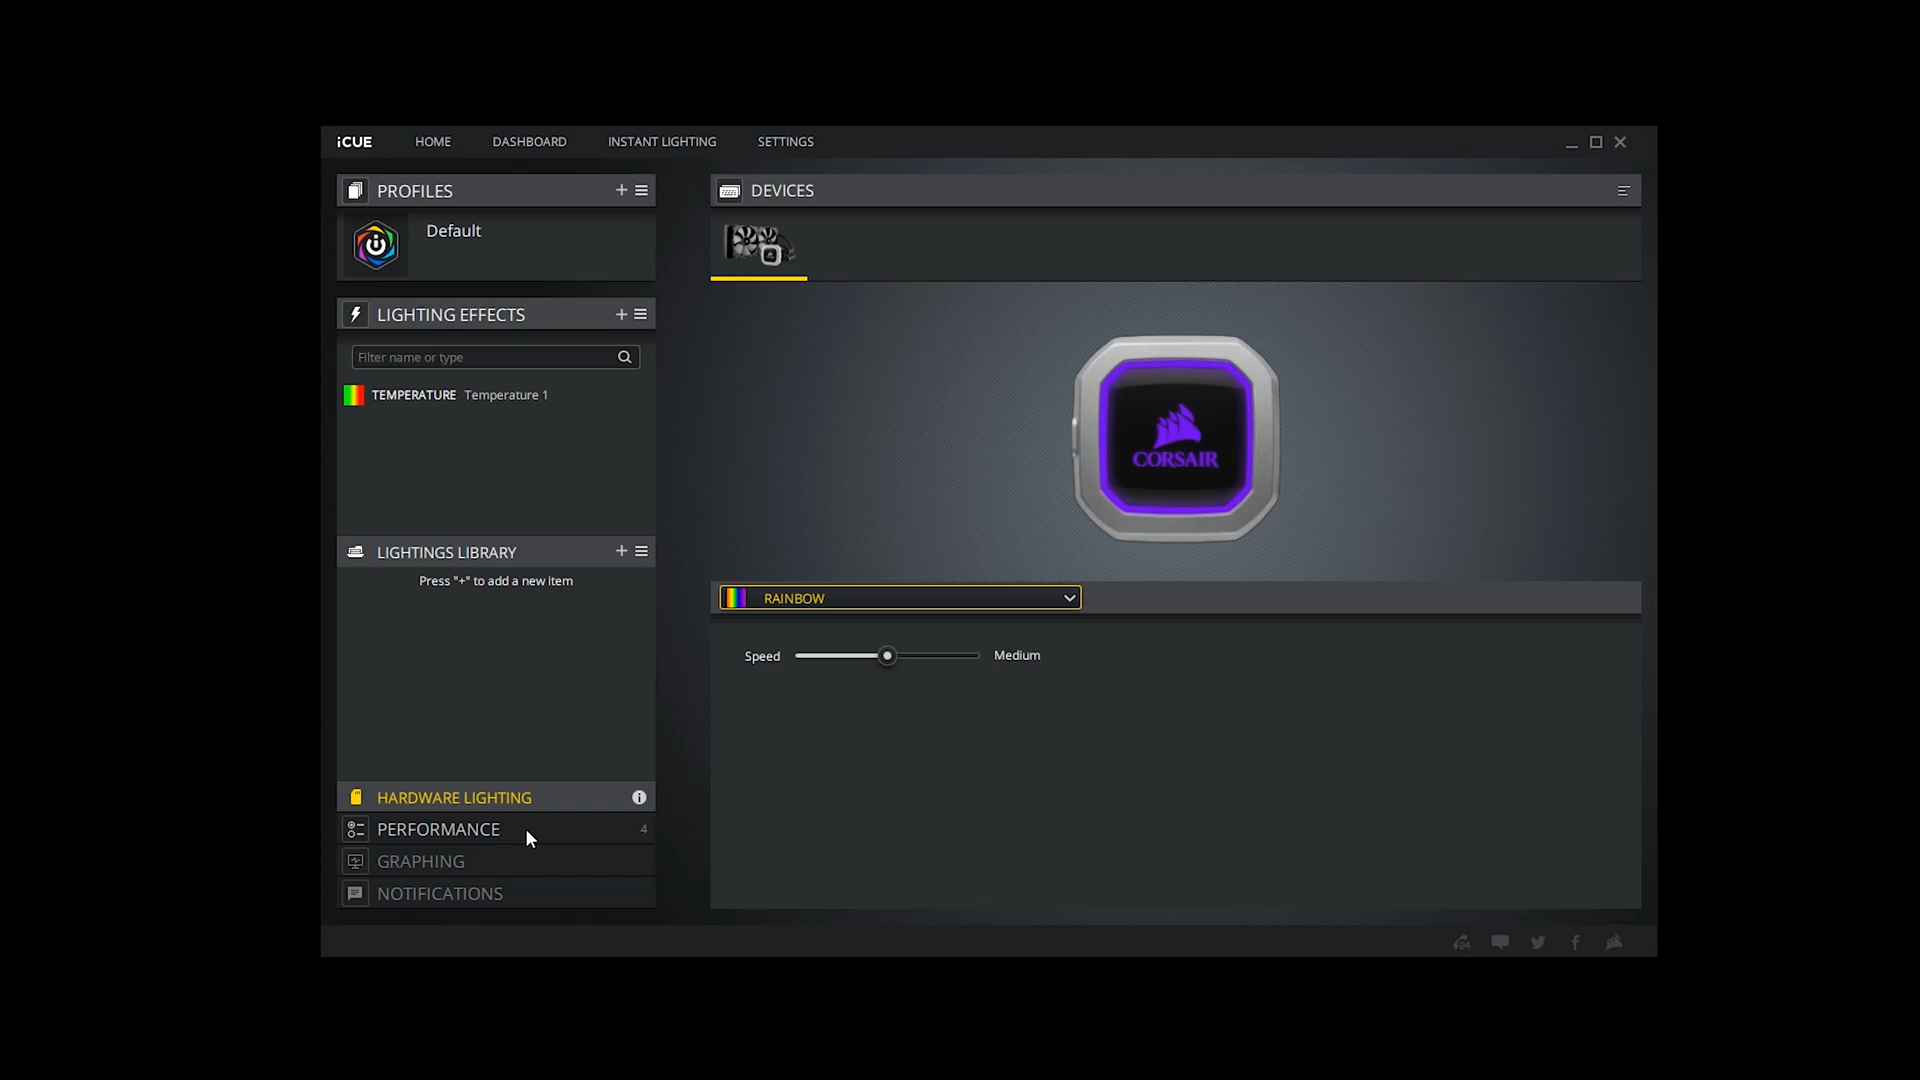 iCUE HOME DASHBOARD INSTANT LIGHTING SETTINGS
PROFILES
Default
LIGHTING EFFECTS
Filter name or type
TEMPERATURE Temperature 1
LIGHTINGS LIBRARY
Press "+" to add a new item
HARDWARE LIGHTING
PERFORMANCE 4
GRAPHING
NOTIFICATIONS
DEVICES
CORSAIR
RAINBOW
Speed Medium
24